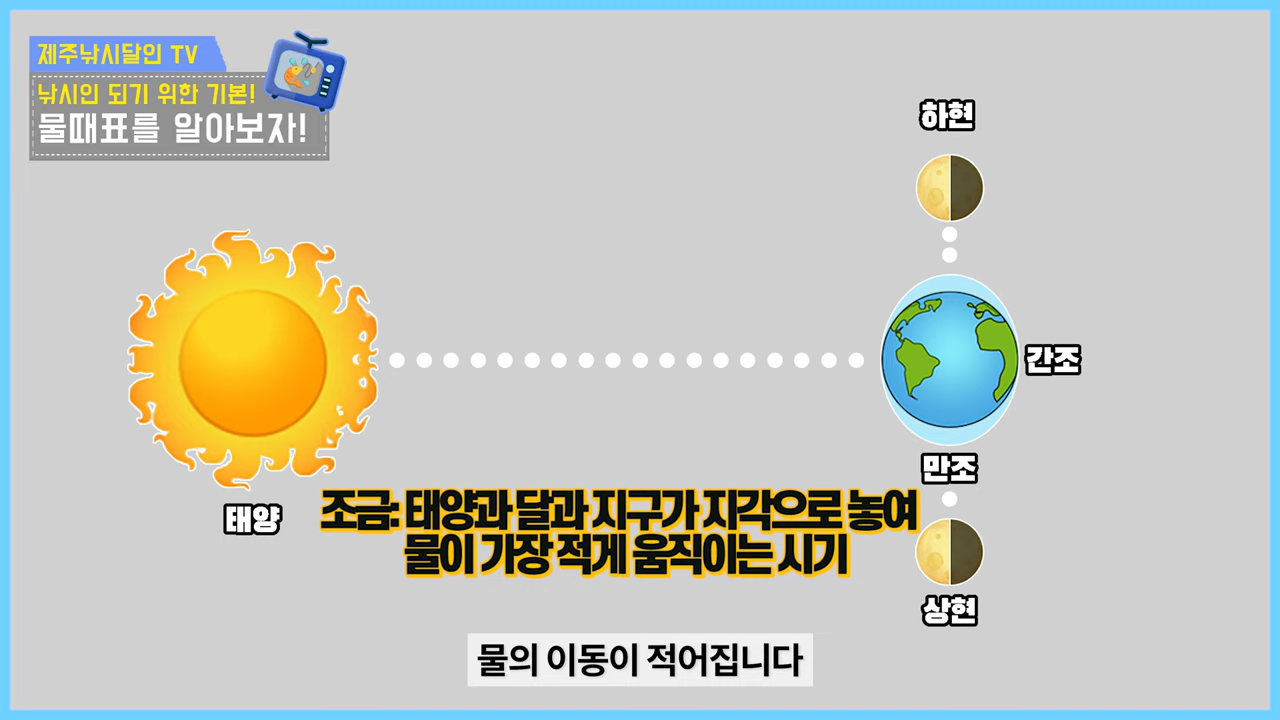 제주낚시달인 TV
낚시인 되기 위한 기본!
물때표를 알아보자!
하현
간조
만조
태양
조금: 태양과 달과 지구가 지각으로 놓여
물이 가장 적게 움직이는 시기
상현
물의 이동이 적어집니다